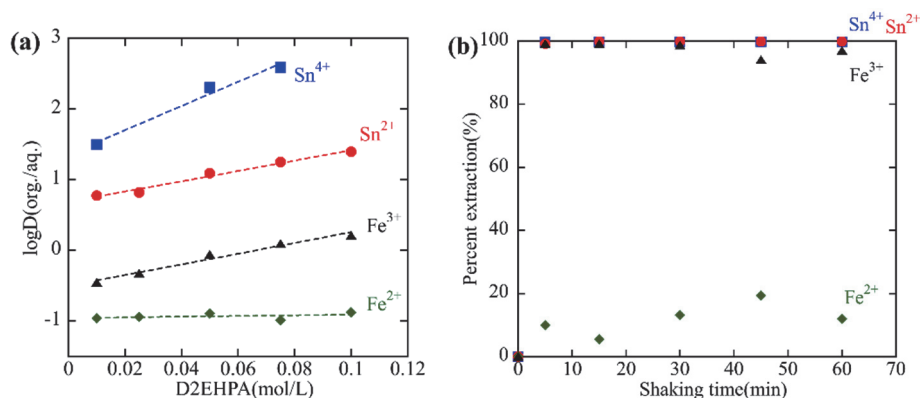 (a)
3
2
1
0
-1
logD(org./aq.)
Sn⁴⁺
Sn²⁺
Fe³⁺
Fe²⁺
0 0.02 0.04 0.06 0.08 0.1 0.12
D2EHPA(mol/L)
Sn⁴⁺ Sn²⁺
(b)
100
80
60
40
20
0
Percent extraction(%)
Fe³⁺
Fe²⁺
0 10 20 30 40 50 60 70
Shaking time(min)